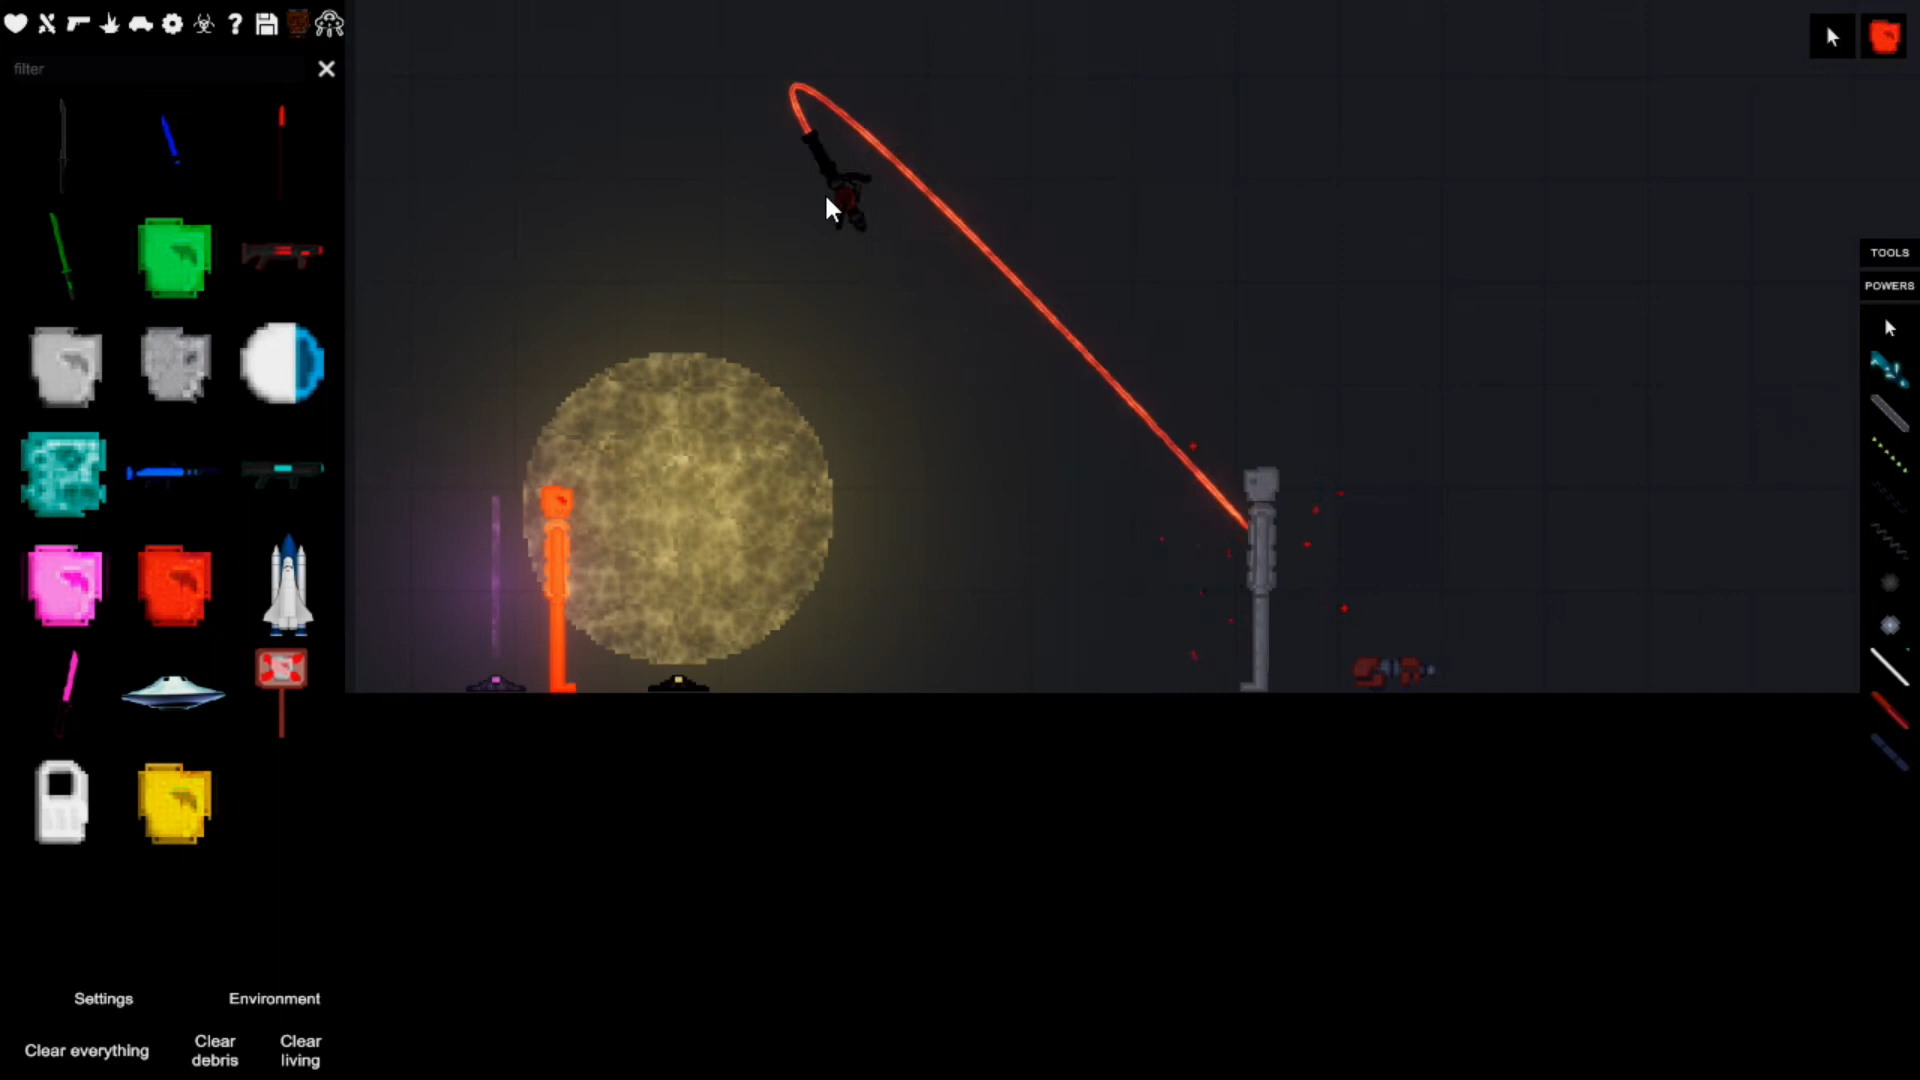 filter
TOOLS
POWERS
Settings
Environment
Clear everything
Clear
debris
Clear
living